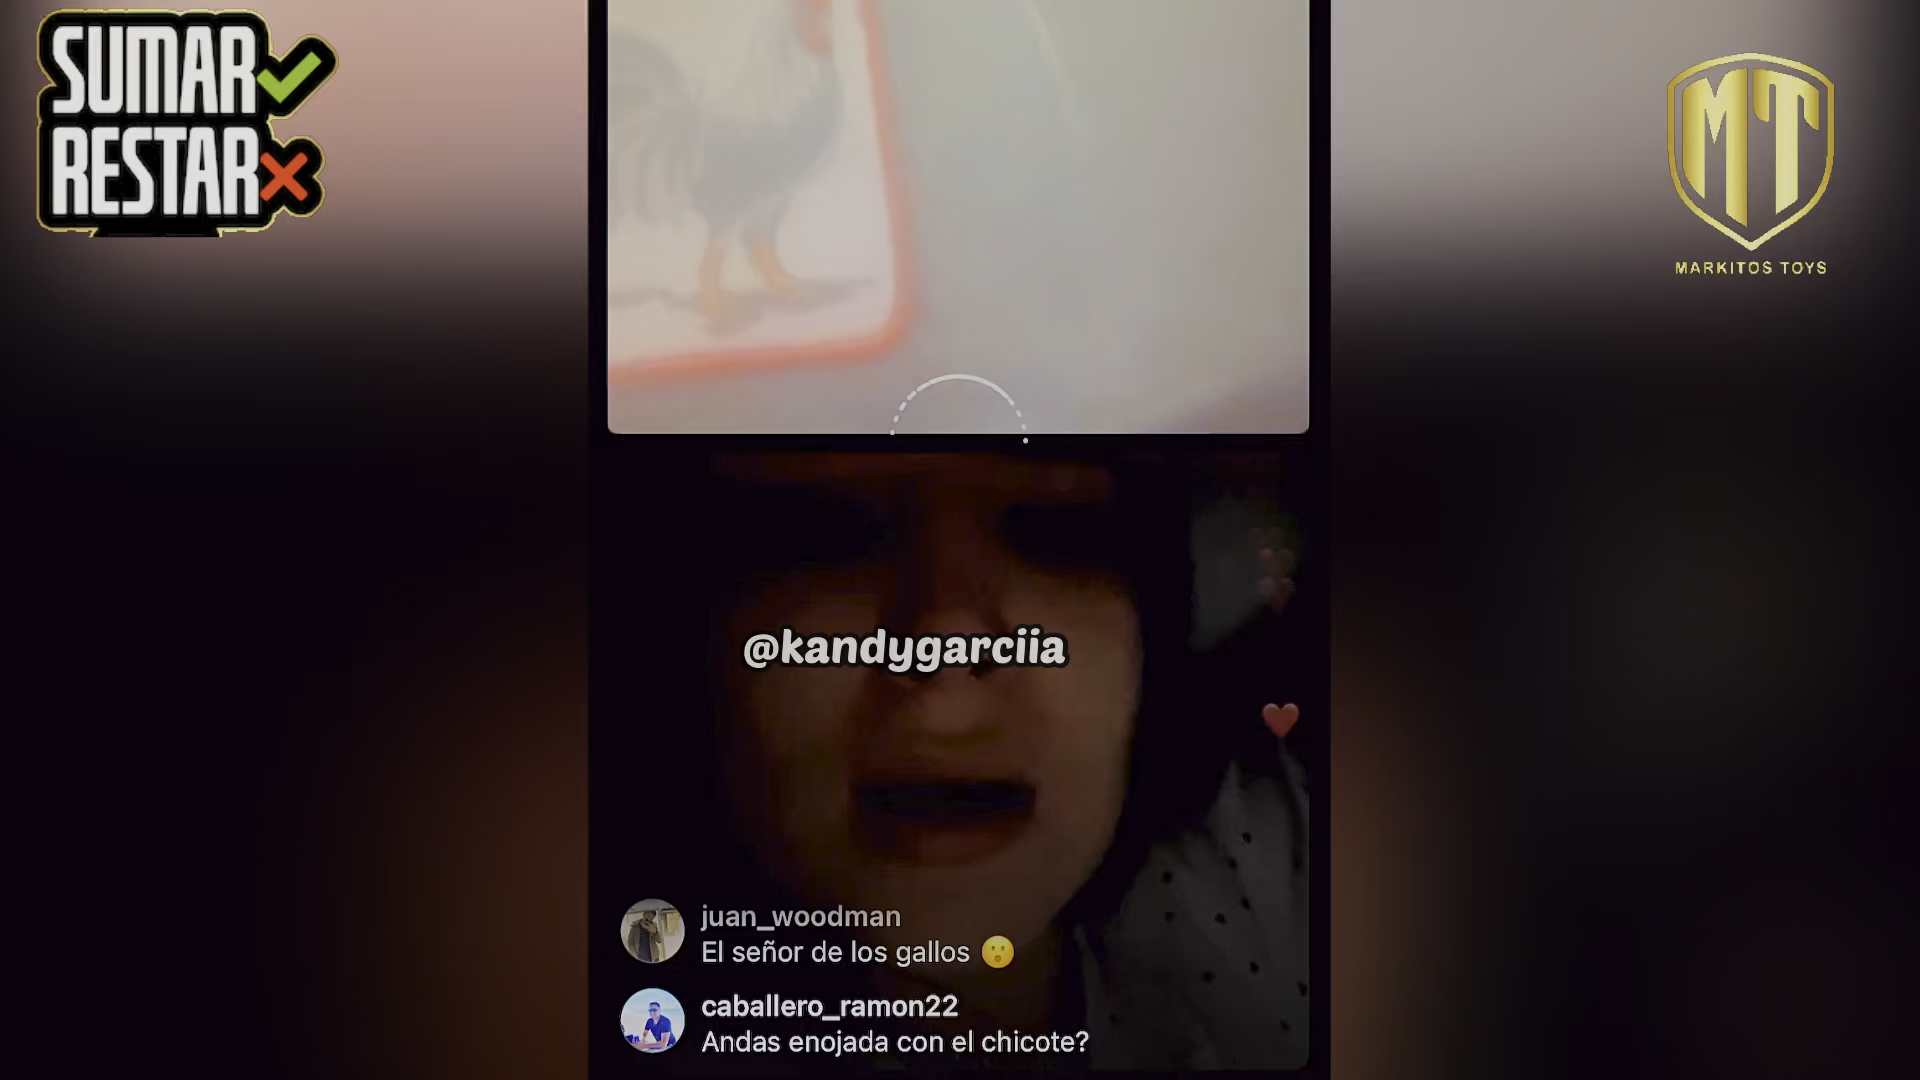 SUMAR
RESTAR
MT
MARKITOS TOYS
@kandygarciia
juan_woodman
El señor de los gallos 😮
caballero_ramon22
Andas enojada con el chicote?